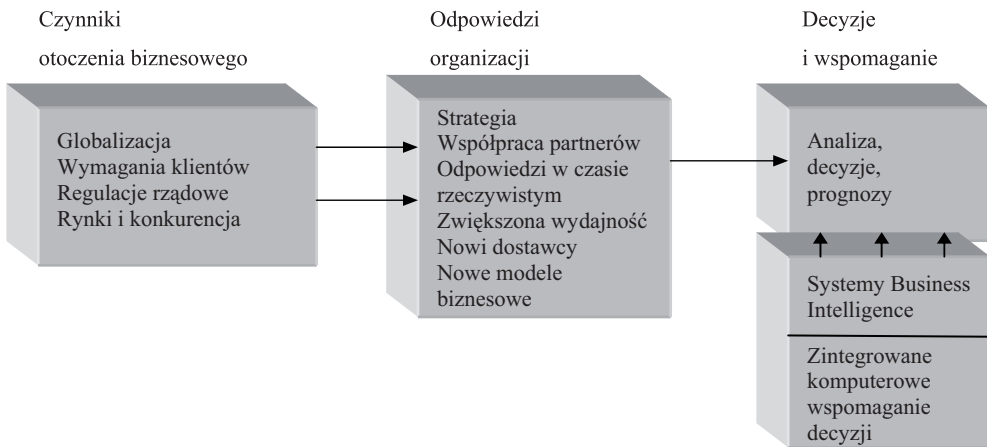 Czynniki
otoczenia biznesowego
Globalizacja
Wymagania klientów
Regulacje rządowe
Rynki i konkurencja
Odpowiedzi
organizacji
Strategia
Współpraca partnerów
Odpowiedzi w czasie
rzeczywistym
Zwiększona wydajność
Nowi dostawcy
Nowe modele
biznesowe
Decyzje
i wspomaganie
Analiza,
decyzje,
prognozy
Systemy Business
Intelligence
Zintegrowane
komputerowe
wspomaganie
decyzji